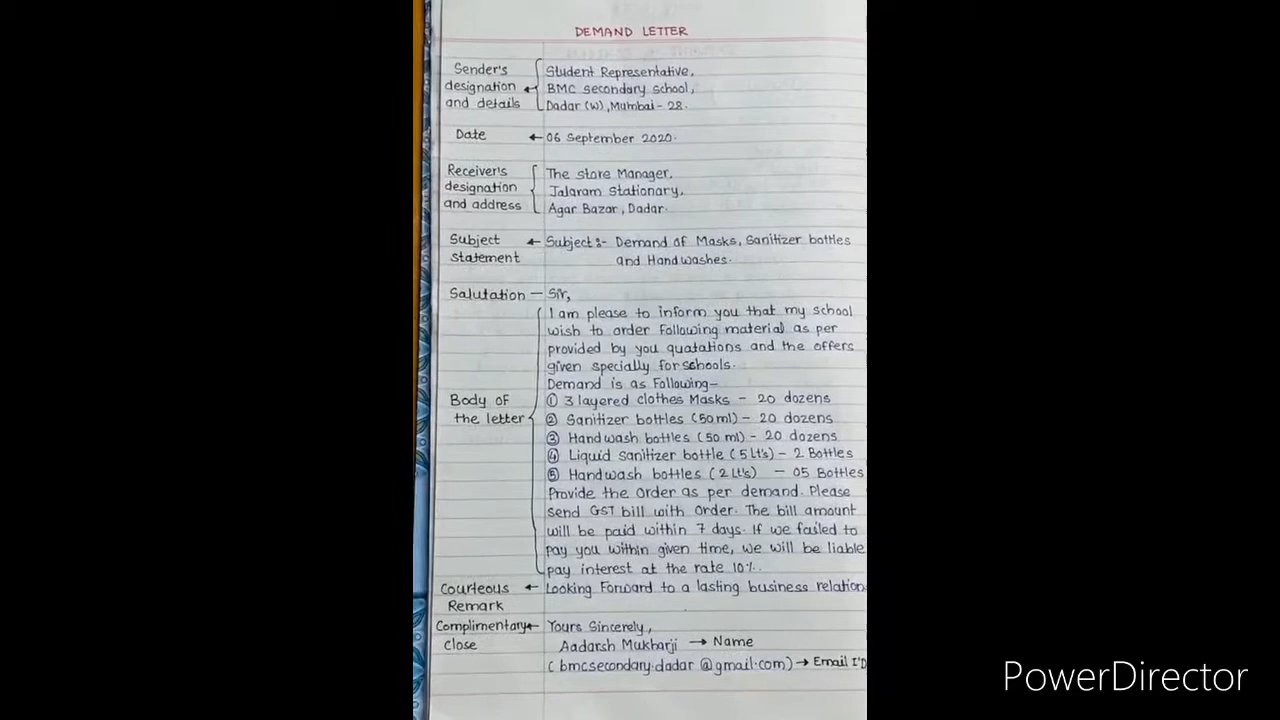 DEMAND LETTER
Sender's designation and details
Student Representative,
BMC secondary school,
Dadar (W), Mumbai - 28.
Date
06 September 2020.
Receiver's designation and address
The store Manager,
Jalaram Stationary,
Agar Bazar, Dadar.
Subject statement
Subject :- Demand of Masks, Sanitizer bottles
and Handwashes.
Salutation - Sir,
Body of the letter
I am please to inform you that my school
wish to order following material as per
provided by you quatations and the offers
given specially for schools.
Demand is as Following-
① 3 layered clothes Masks - 20 dozens
② Sanitizer bottles (50ml) - 20 dozens
③ Handwash bottles (50 ml) - 20 dozens
④ Liquid sanitizer bottle (5 Lt's) - 2 Bottles
⑤ Handwash bottles (2 Lt's) - 05 Bottles
Provide the order as per demand. Please
send GST bill with order. The bill amount
will be paid within 7 days. If we failed to
pay you within given time, we will be liable
pay interest at the rate 10%.
Courteous Remark
Looking Forward to a lasting business relation
Complimentary close
Yours Sincerely,
Aadarsh Mukharji → Name
(bmcsecondary.dadar@gmail.com) → Email I'D
PowerDirector